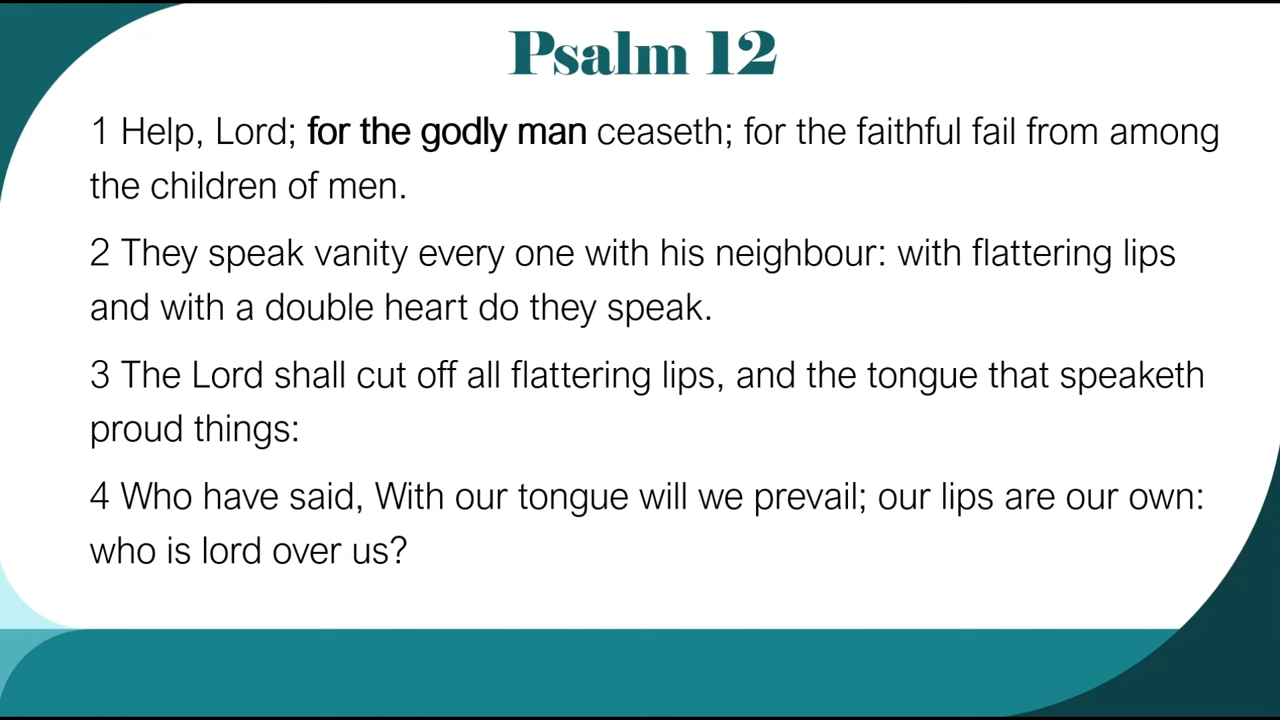 Psalm 12
1 Help, Lord; for the godly man ceaseth; for the faithful fail from among
the children of men.
2 They speak vanity every one with his neighbour: with flattering lips
and with a double heart do they speak.
3 The Lord shall cut off all flattering lips, and the tongue that speaketh
proud things:
4 Who have said, With our tongue will we prevail; our lips are our own:
who is lord over us?